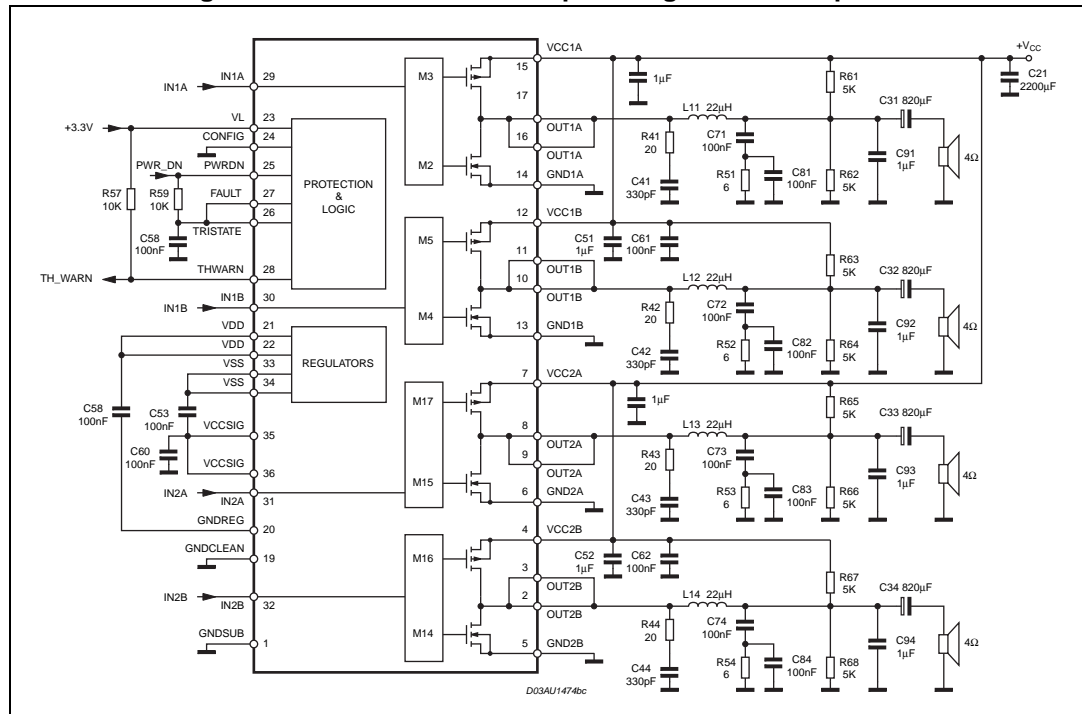 VCC1A
+VCC
15
M3
IN1A
29
1µF
R61
5K
C21
2200µF
17
VL
23
L11 22µH
C31 820µF
+3.3V
CONFIG
24
16
OUT1A
R41
20
C71
100nF
OUT1A
PWR_DN
PWRDN
25
M2
14
GND1A
C91
1µF
4Ω
R57
10K
R59
10K
FAULT
27
PROTECTION
&
LOGIC
C41
330pF
R51
6
C81
100nF
R62
5K
26
12
VCC1B
C58
100nF
TRISTATE
M5
C51
1µF
C61
100nF
11
OUT1B
R63
5K
TH_WARN
THWARN
28
10
OUT1B
L12 22µH
C32 820µF
IN1B
30
M4
R42
20
C72
100nF
VDD
21
13
GND1B
C92
1µF
4Ω
VDD
22
REGULATORS
C42
330pF
R52
6
C82
100nF
R64
5K
VSS
33
VSS
34
7
VCC2A
C58
100nF
C53
100nF
M17
1µF
R65
5K
8
OUT2A
L13 22µH
C33 820µF
VCCSIG
35
C60
100nF
9
OUT2A
R43
20
C73
100nF
VCCSIG
36
M15
6
GND2A
C93
1µF
4Ω
IN2A
IN2A
31
C43
330pF
R53
6
C83
100nF
R66
5K
GNDREG
20
4
VCC2B
GNDCLEAN
19
M16
C52
1µF
C62
100nF
3
OUT2B
R67
5K
IN2B
IN2B
32
2
OUT2B
L14 22µH
C34 820µF
M14
R44
20
C74
100nF
GNDSUB
1
5
GND2B
C94
1µF
4Ω
C44
330pF
R54
6
C84
100nF
R68
5K
D03AU1474bc